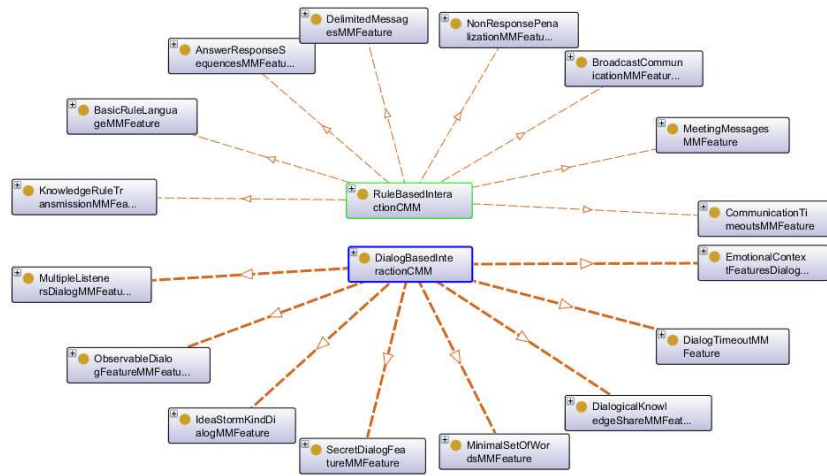 DelimitedMessag
esMMFeature
NonResponsePena
lizationMMFeatu...
AnswerResponseS
equencesMMFeatu...
BroadcastCommun
icationMMFeatur...
BasicRuleLangua
geMMFeature
MeetingMessages
MMFeature
KnowledgeRuleTr
ansmissionMMFea...
RuleBasedIntera
ctionCMM
CommunicationTi
meoutsMMFeature
DialogBasedInte
ractionCMM
EmotionalContex
tFeaturesDialog...
MultipleListene
rsDialogMMFeatu...
DialogTimeoutMM
Feature
ObservableDialo
gFeatureMMFeatu...
DialogicalKnowl
edgeShareMMFeat...
IdeaStormKindDi
alogMMFeature
SecretDialogFea
tureMMFeature
MinimalSetOfWor
dsMMFeature